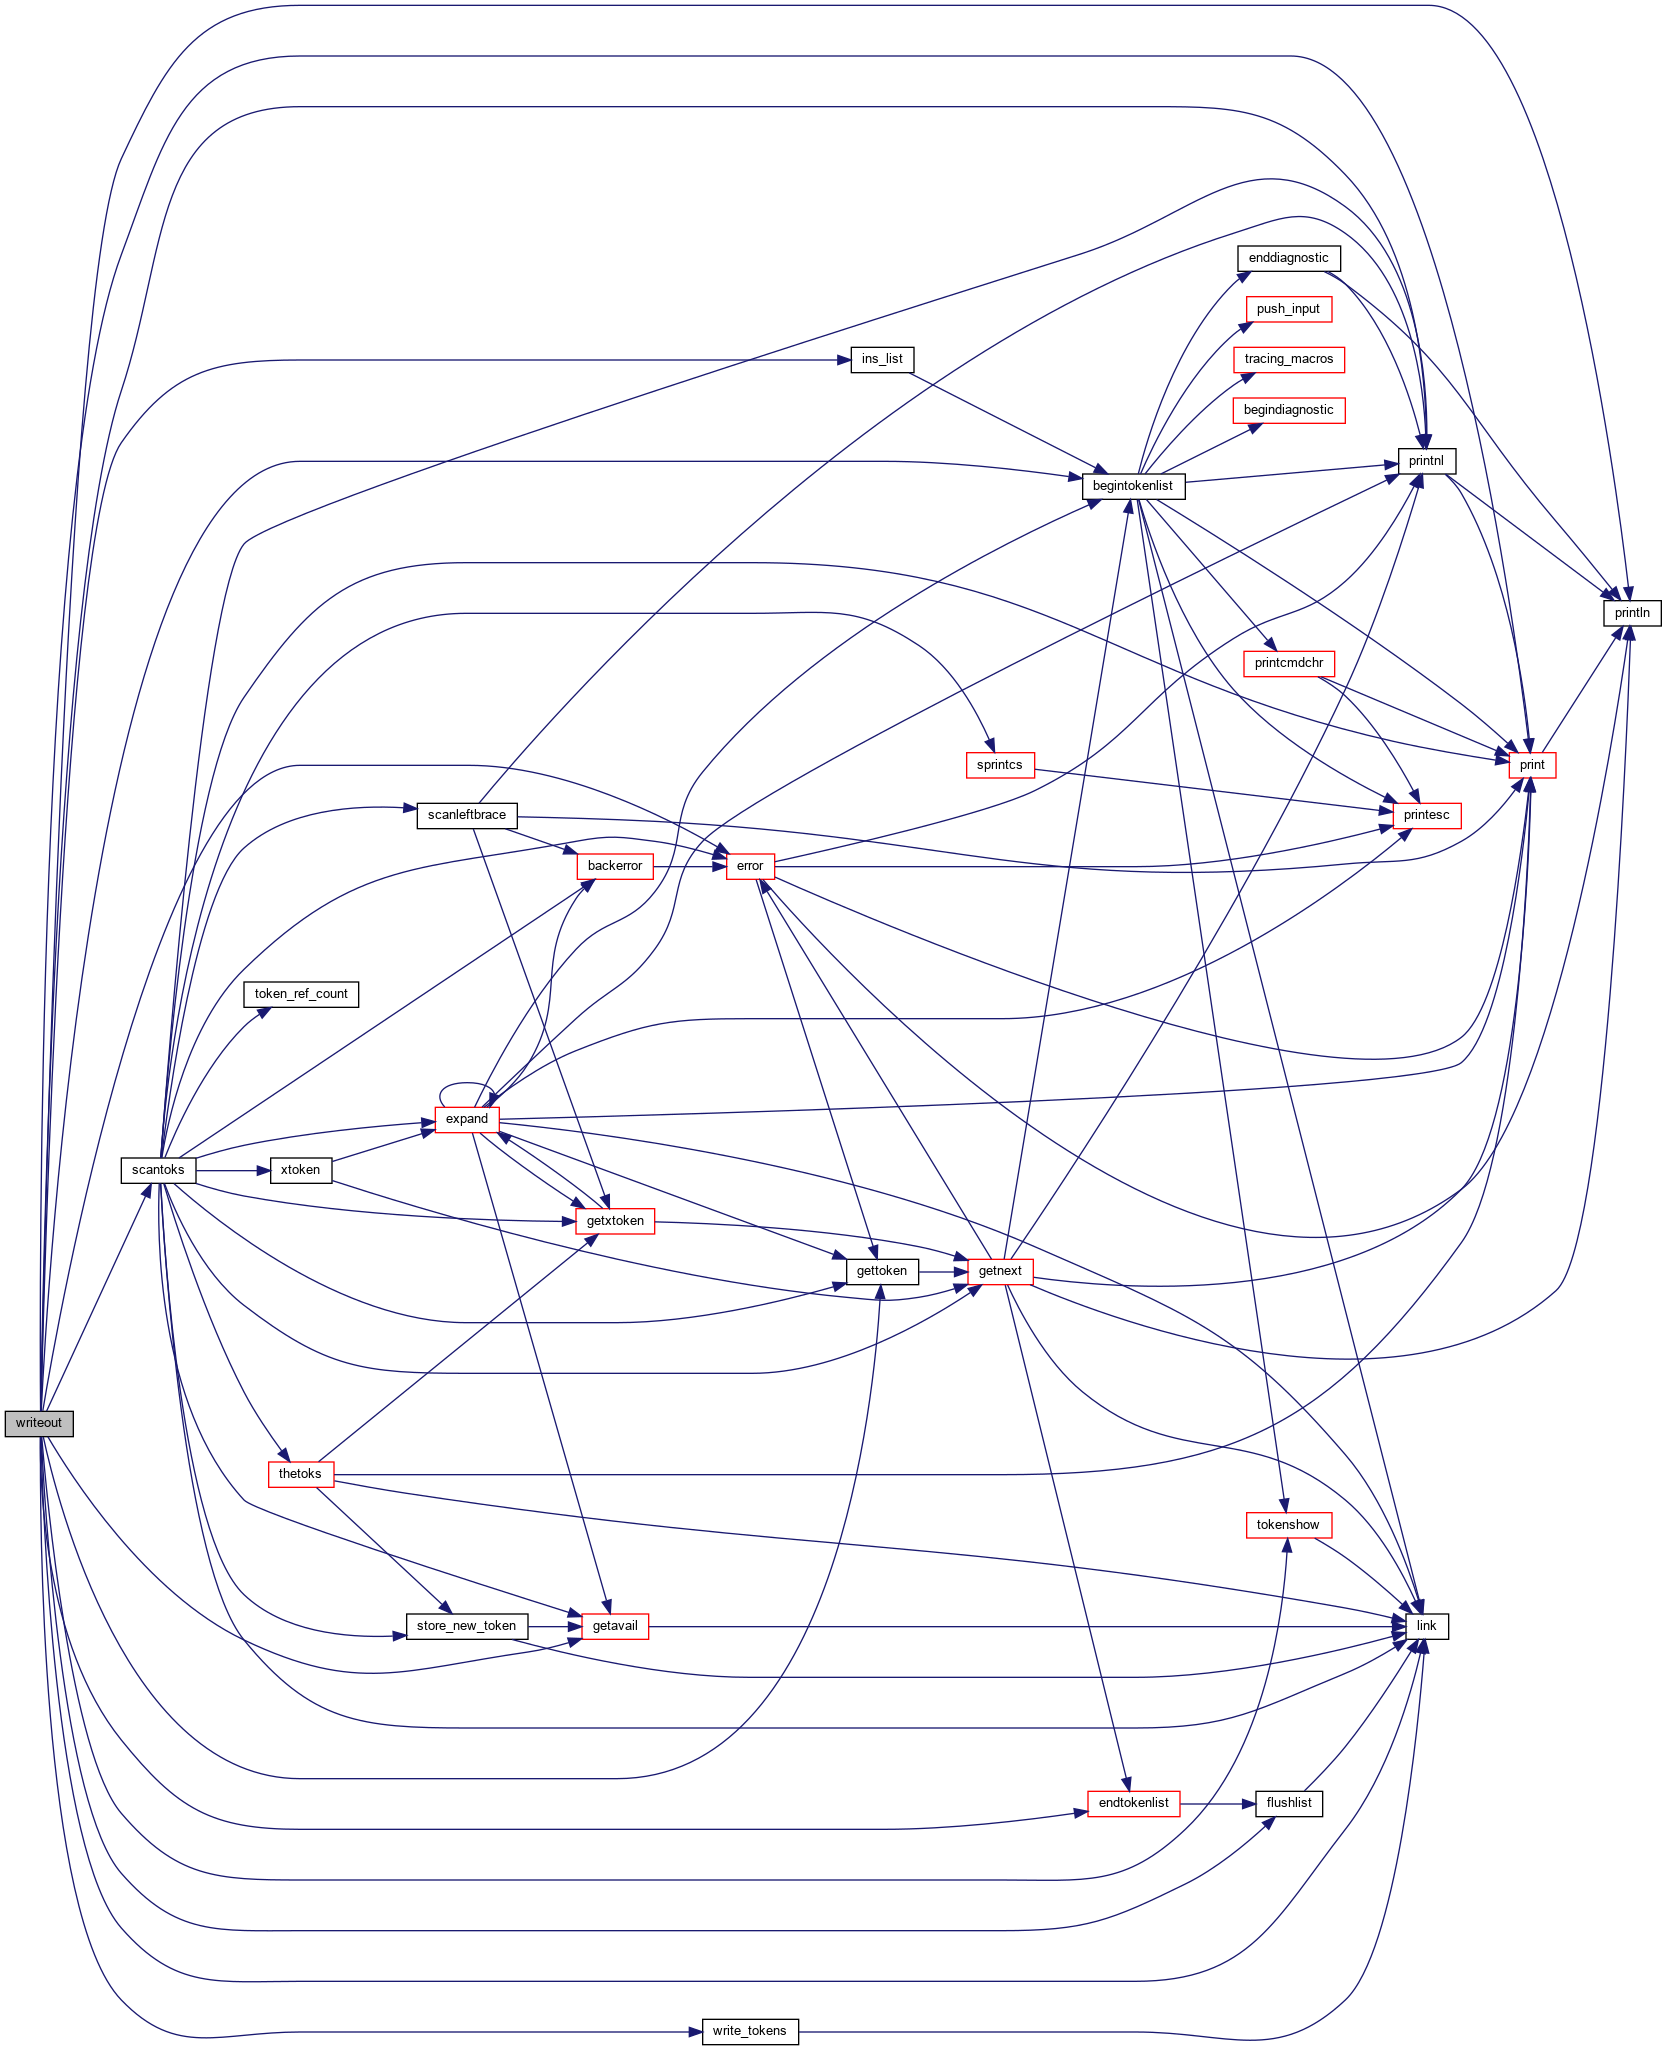 enddiagnostic
push_input
tracing_macros
ins_list
begindiagnostic
printnl
begintokenlist
println
printcmdchr
sprintcs
print
scanleftbrace
printesc
backerror
error
token_ref_count
expand
scantoks
xtoken
getxtoken
gettoken
getnext
writeout
thetoks
tokenshow
store_new_token
getavail
link
endtokenlist
flushlist
write_tokens